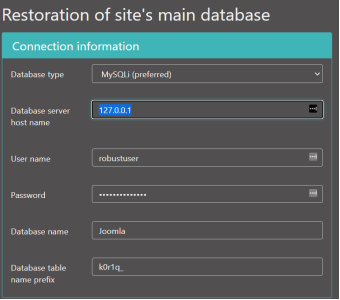 Restoration of site's main database
Connection information
Database type
MySQLi (preferred)
Database server
host name
127.0.0.1
User name
robustuser
Password
••••••••••••••
Database name
Joomla
Database table
name prefix
k0r1q_